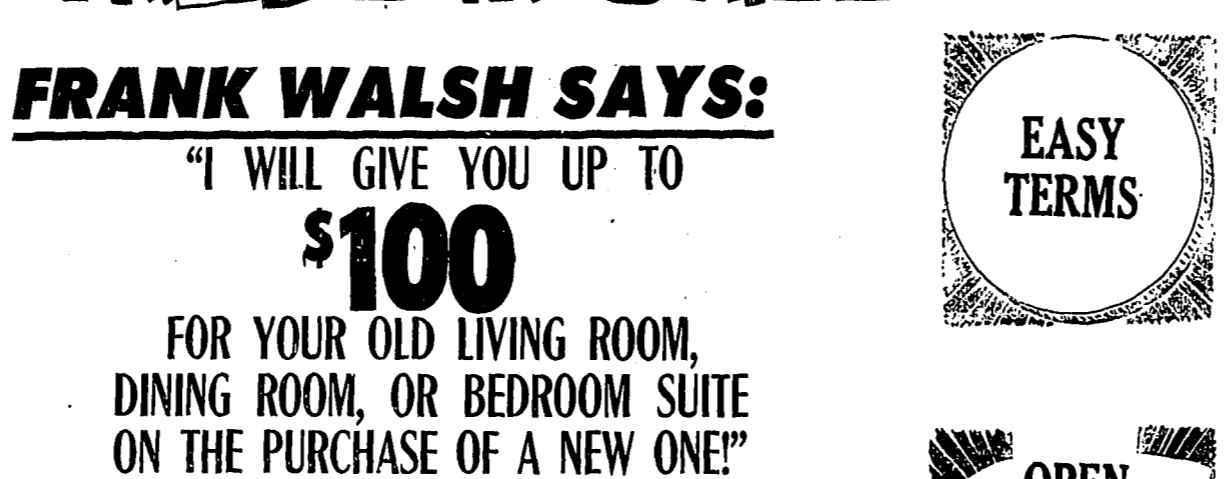 FRANK WALSH SAYS:
“I WILL GIVE YOU UP TO
$100
FOR YOUR OLD LIVING ROOM,
DINING ROOM, OR BEDROOM SUITE
ON THE PURCHASE OF A NEW ONE!”
EASY
TERMS
OPEN